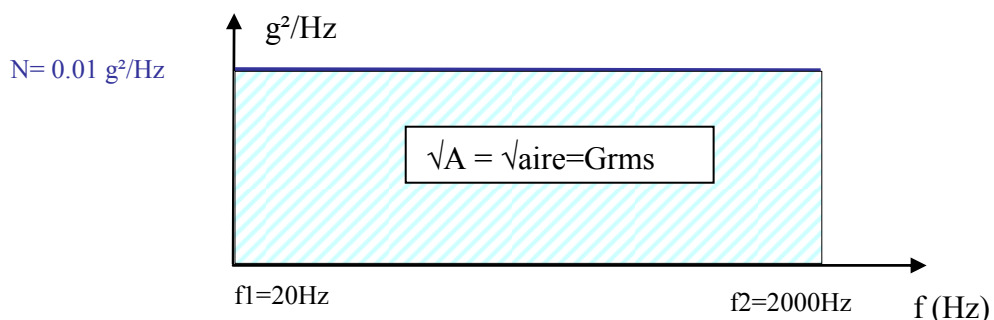 g²/Hz
N= 0.01 g²/Hz
√A = √aire=Grms
f1=20Hz
f2=2000Hz
f (Hz)